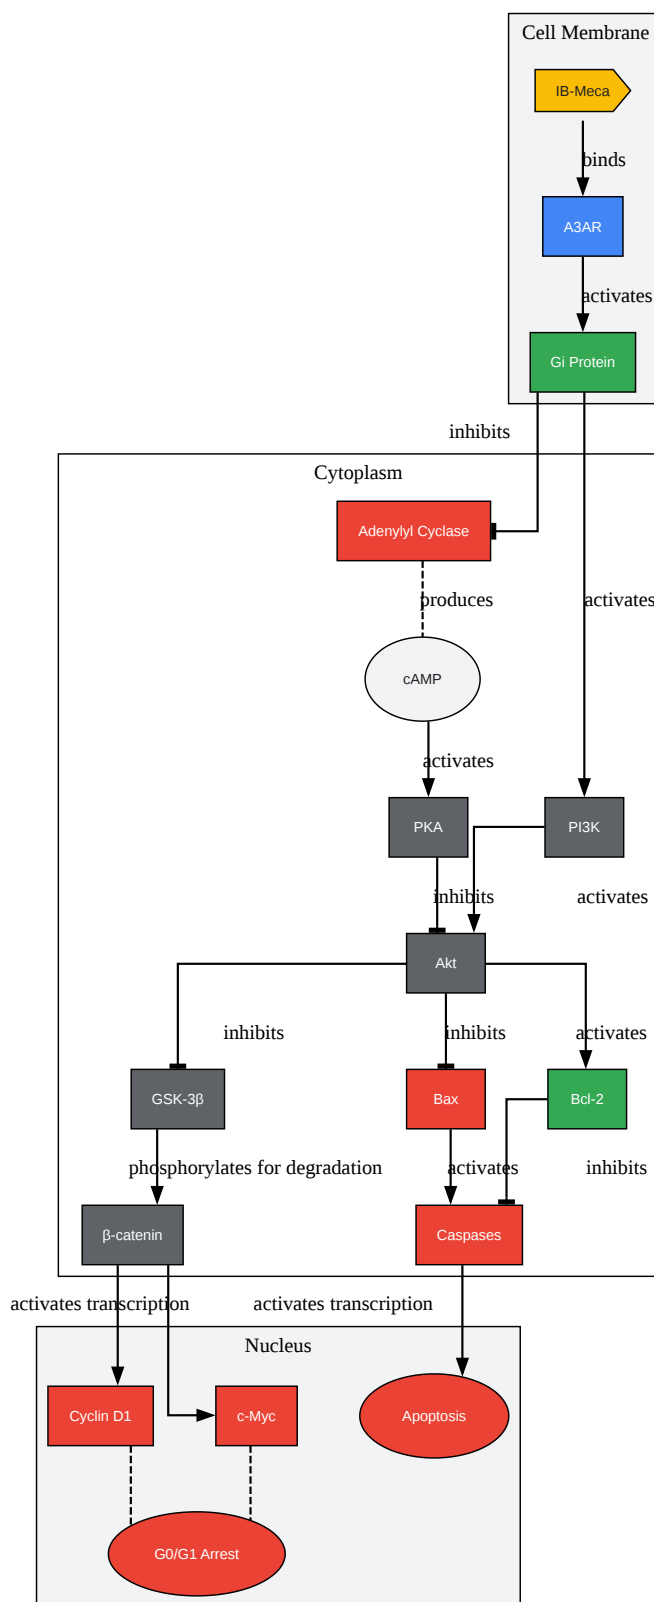 Cell Membrane
IB-Meca
binds
A3AR
activates
Gi Protein
inhibits
Cytoplasm
Adenylyl Cyclase
produces
activates
cAMP
activates
PKA
PI3K
inhibits
activates
Akt
inhibits
inhibits
activates
GSK-3β
Bax
Bcl-2
phosphorylates for degradation
activates
inhibits
β-catenin
Caspases
activates transcription
activates transcription
Nucleus
Cyclin D1
c-Myc
Apoptosis
G0/G1 Arrest